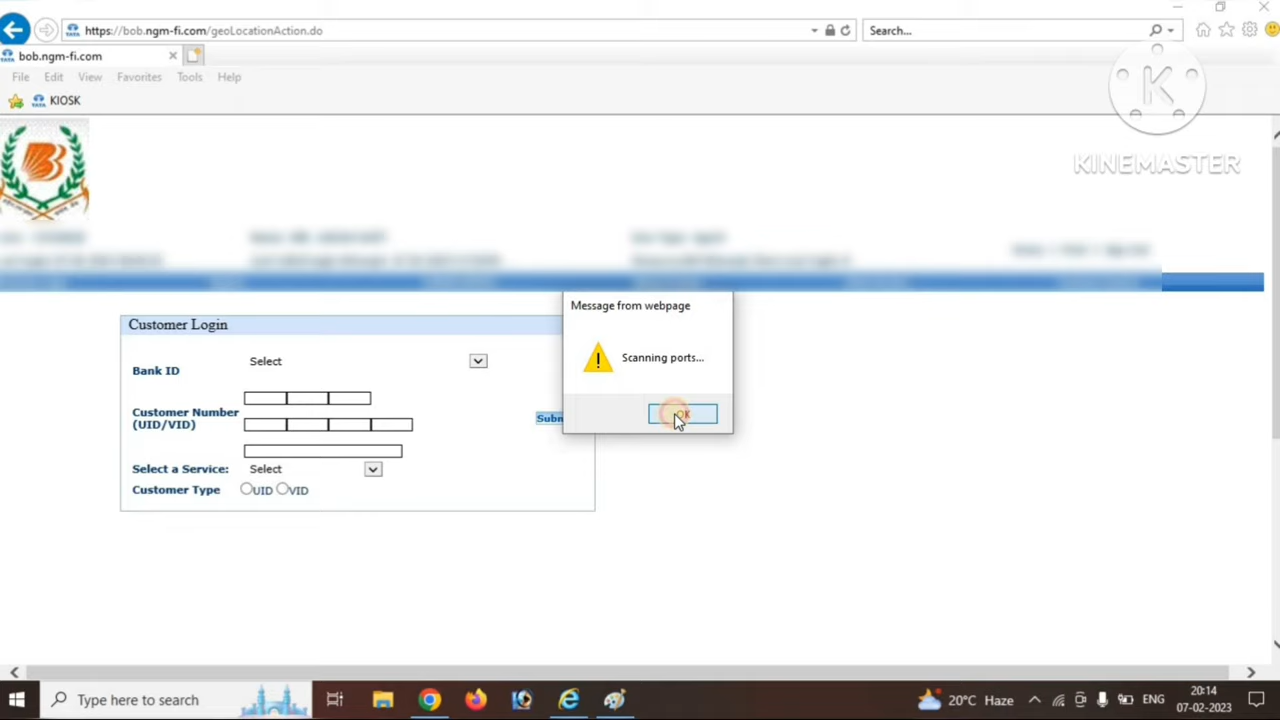 https://bob.ngm-fi.com/geoLocationAction.do
Search...
bob.ngm-fi.com
File Edit View Favorites Tools Help
KIOSK
K
KINEMASTER
Message from webpage
Scanning ports...
OK
Customer Login
Bank ID
Select
Customer Number
(UID/VID)
Subm
Select a Service:
Select
Customer Type
UID VID
Type here to search
20°C Haze
ENG
20:14
07-02-2023